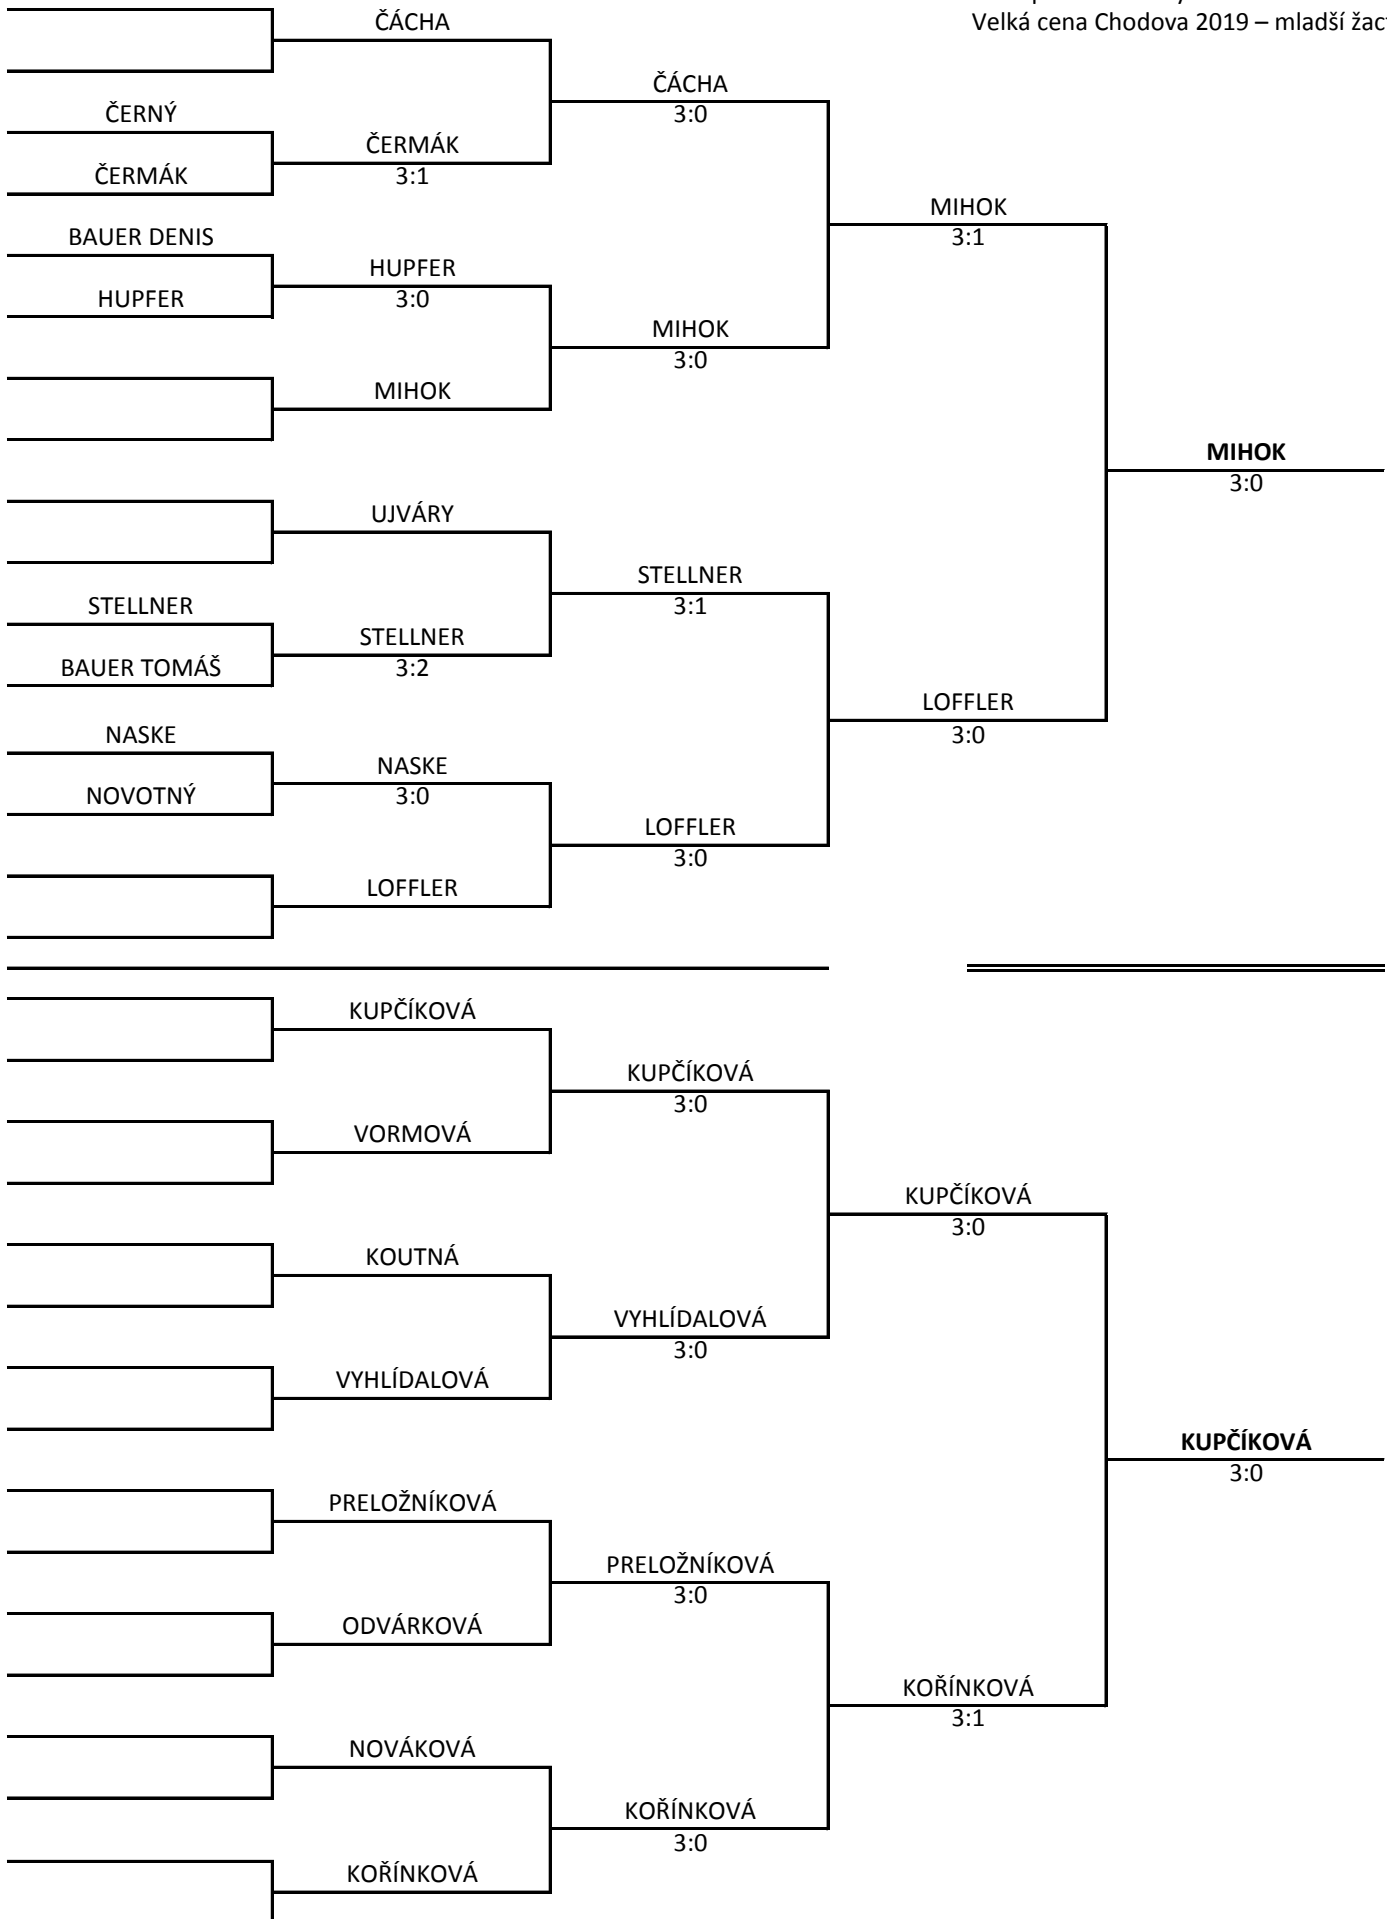 Velká cena Chodova 2019 – mladší
ČÁCHA
ČÁCHA
3:0
ČERNÝ
ČERMÁK
3:1
ČERMÁK
MIHOK
3:1
BAUER DENIS
HUPFER
3:0
HUPFER
MIHOK
3:0
MIHOK
MIHOK
3:0
UJVÁRY
STELLNER
3:1
STELLNER
STELLNER
3:2
BAUER TOMÁŠ
LOFFLER
3:0
NASKE
NASKE
3:0
NOVOTNÝ
LOFFLER
3:0
LOFFLER
KUPČÍKOVÁ
KUPČÍKOVÁ
3:0
VORMOVÁ
KUPČÍKOVÁ
3:0
KOUTNÁ
VYHLÍDALOVÁ
3:0
VYHLÍDALOVÁ
KUPČÍKOVÁ
3:0
PRELOŽNÍKOVÁ
PRELOŽNÍKOVÁ
3:0
ODVÁRKOVÁ
KOŘÍNKOVÁ
3:1
NOVÁKOVÁ
KOŘÍNKOVÁ
3:0
KOŘÍNKOVÁ